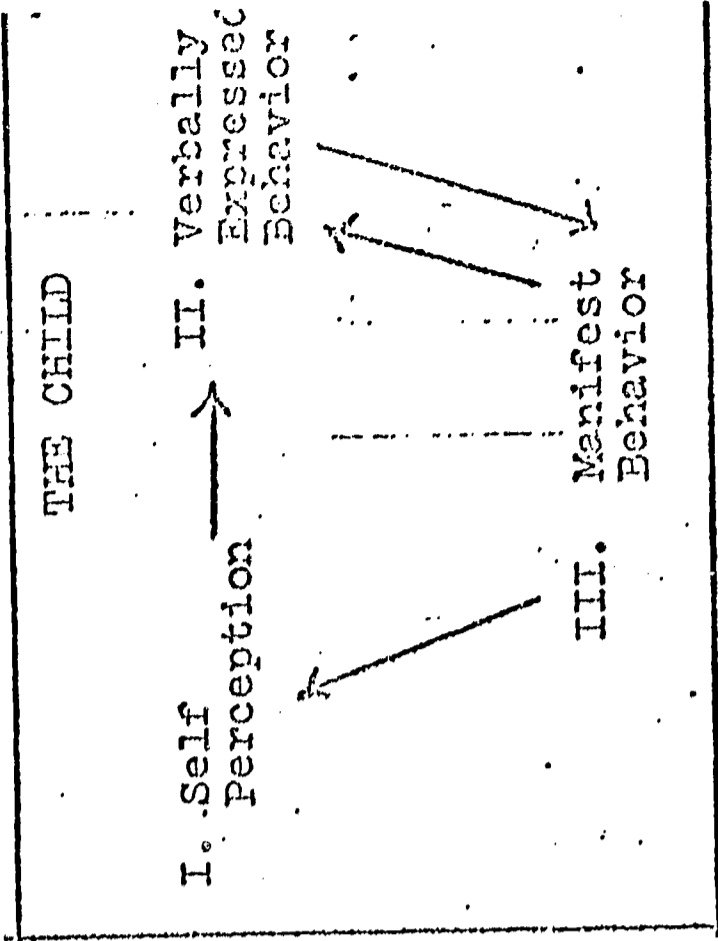 THE CHILD
I. Self
Perception
II. Verbally
Expressed
Behavior
III. Manifest
Behavior